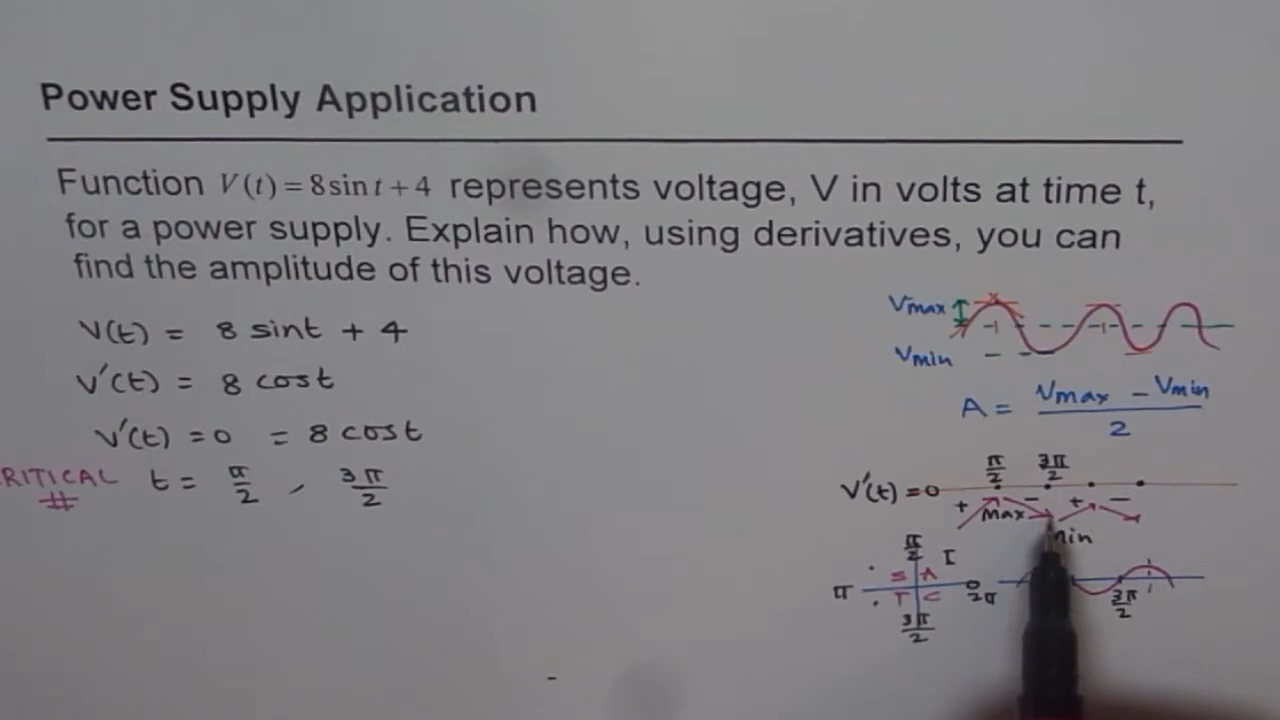 Power Supply Application
Function V(t) = 8 sin t + 4 represents voltage, V in volts at time t,
for a power supply. Explain how, using derivatives, you can
find the amplitude of this voltage.
V(t) = 8 sint + 4
V'(t) = 8 cost
V'(t) = 0 = 8 cost
RITICAL t = π/2 , 3π/2
#
Vmax
Vmin
A = Vmax - Vmin / 2
π/2 3π/2
V'(t) = 0
+ - + -
max
min
π/2 I
S A
π 0
T C 2π
3π/2
3π/2